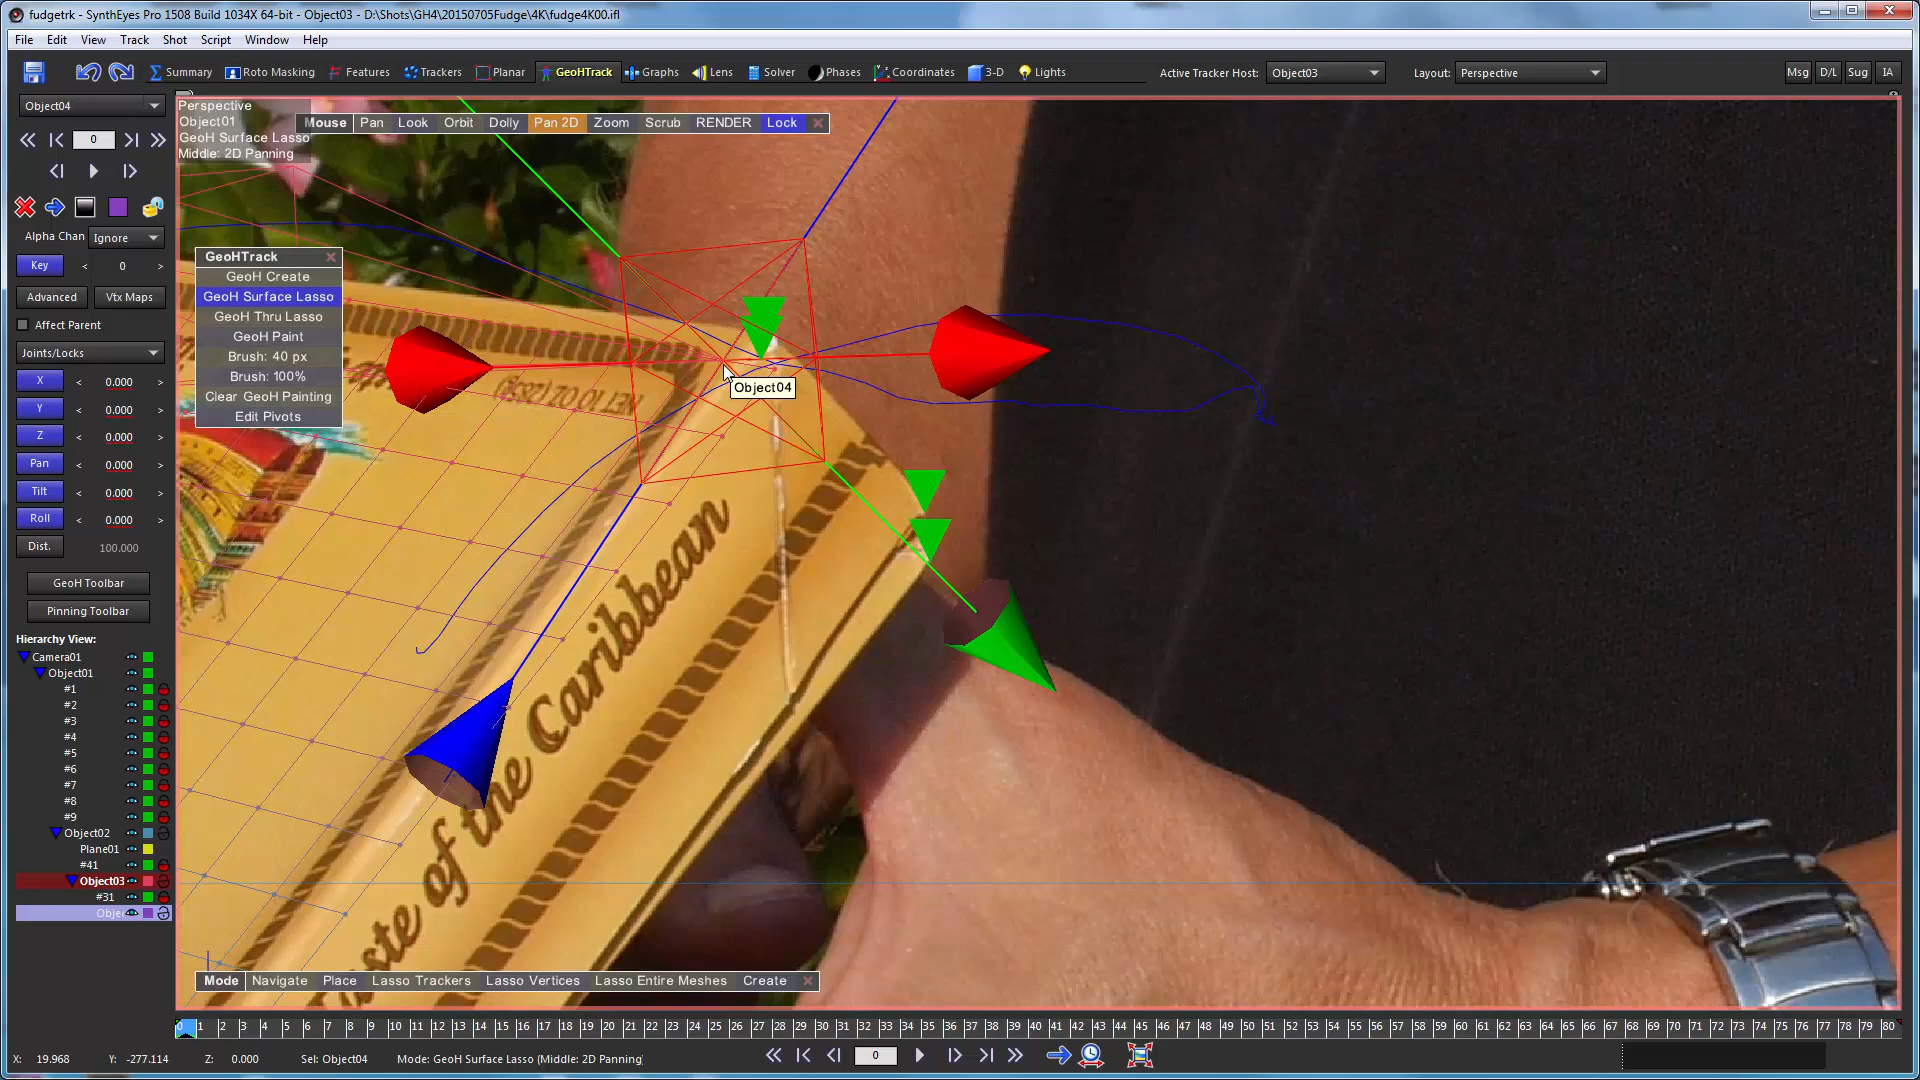 fudgetrk - SynthEyes Pro 1508 Build 1034X 64-bit - Object03 - D:\Shots\GH4\20150705Fudge\4K\fudge4K00.ifl
File Edit View Track Shot Script Window Help
Summary Roto Masking Features Trackers Planar GeoHTrack Graphs Lens Solver Phases Coordinates 3-D Lights Active Tracker Host: Object03 Layout: Perspective Msg D/L Sug IA
Object04
0
Alpha Chan Ignore
Key < 0 >
Advanced Vtx Maps
Affect Parent
Joints/Locks
X < 0.000 >
Y < 0.000 >
Z < 0.000 >
Pan < 0.000 >
Tilt < 0.000 >
Roll < 0.000 >
Dist. 100.000
GeoH Toolbar
Pinning Toolbar
Hierarchy View:
Camera01
Object01
#1
#2
#3
#4
#5
#6
#7
#8
#9
Object02
Plane01
#41
Object03
#31
Obje
Perspective
Object01
GeoH Surface Lasso
Middle: 2D Panning
Mouse Pan Look Orbit Dolly Pan 2D Zoom Scrub RENDER Lock
GeoHTrack
GeoH Create
GeoH Surface Lasso
GeoH Thru Lasso
GeoH Paint
Brush: 40 px
Brush: 100%
Clear GeoH Painting
Edit Pivots
Object04
NET 10 OZ (283g)
Taste of the Caribbean
Mode Navigate Place Lasso Trackers Lasso Vertices Lasso Entire Meshes Create
0 1 2 3 4 5 6 7 8 9 10 11 12 13 14 15 16 17 18 19 20 21 22 23 24 25 26 27 28 29 30 31 32 33 34 35 36 37 38 39 40 41 42 43 44 45 46 47 48 49 50 51 52 53 54 55 56 57 58 59 60 61 62 63 64 65 66 67 68 69 70 71 72 73 74 75 76 77 78 79 80
X: 19.968 Y: -277.114 Z: 0.000 Sel: Object04 Mode: GeoH Surface Lasso (Middle: 2D Panning) 0